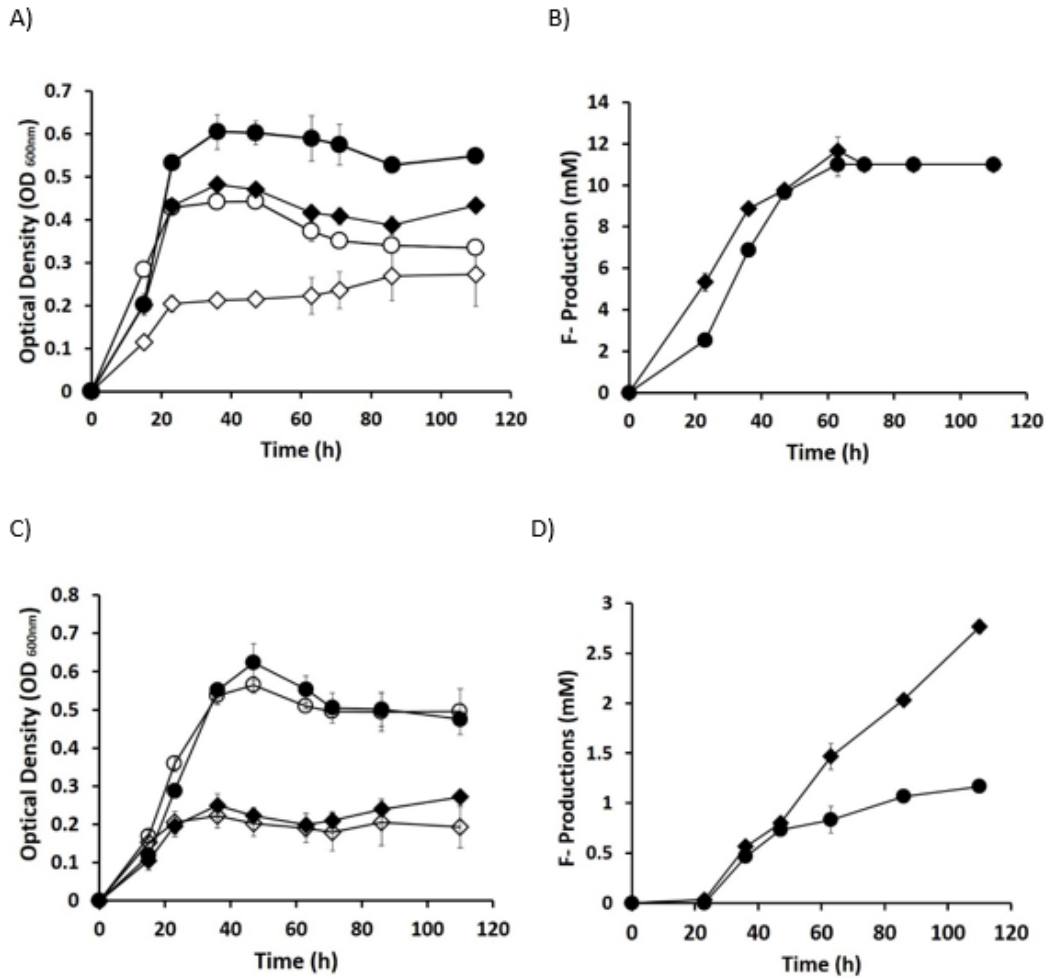 A)
Optical Density (OD 600nm)
0.7
0.6
0.5
0.4
0.3
0.2
0.1
0
0 20 40 60 80 100 120
Time (h)
B)
F- Production (mM)
14
12
10
8
6
4
2
0
0 20 40 60 80 100 120
Time (h)
C)
Optical Density (OD 600nm)
0.8
0.7
0.6
0.5
0.4
0.3
0.2
0.1
0
0 20 40 60 80 100 120
Time (h)
D)
F- Productions (mM)
3
2.5
2
1.5
1
0.5
0
0 20 40 60 80 100 120
Time (h)